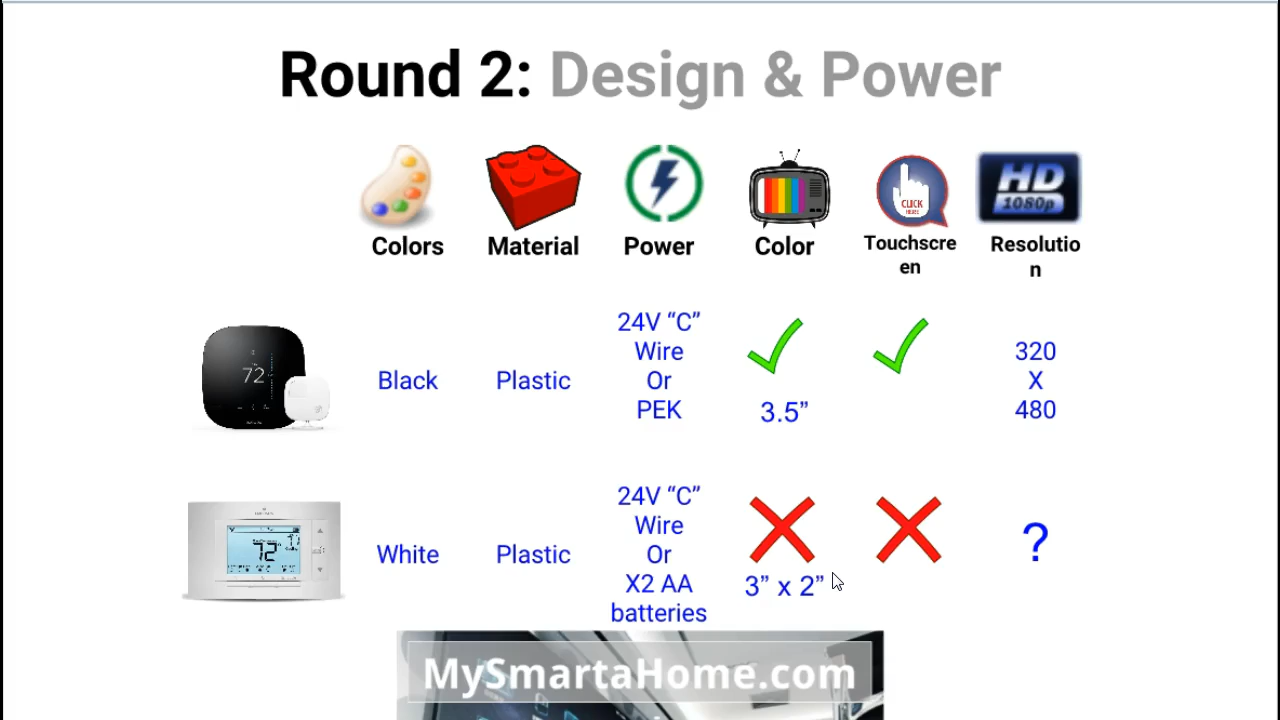 Round 2: Design & Power
HD
1080p
CLICK
HERE
Colors
Material
Power
Color
Touchscre
en
Resolutio
n
24V “C”
Wire
Or
PEK
3.5”
320
X
480
72
Black
Plastic
24V “C”
Wire
Or
X2 AA
batteries
3” x 2”
?
72
White
Plastic
MySmartaHome.com